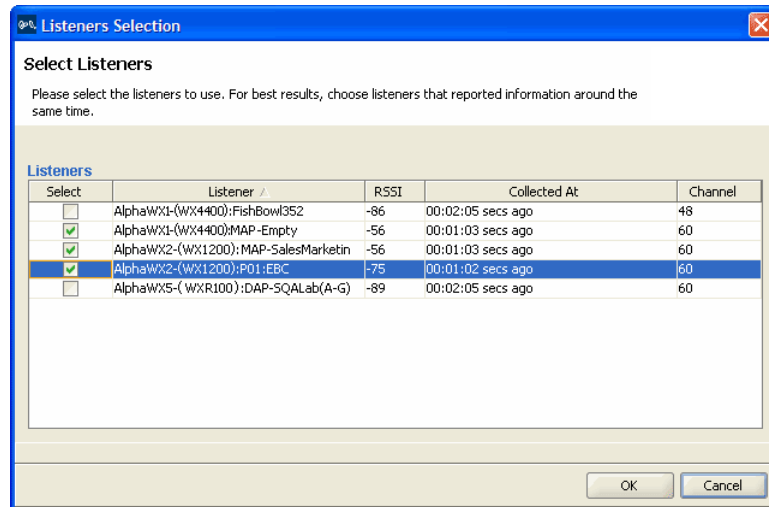 Listeners Selection
Select Listeners
Please select the listeners to use. For best results, choose listeners that reported information around the
same time.
Listeners
Select Listener RSSI Collected At Channel
AlphaWX1-(WX4400):FishBowl352 -86 00:02:05 secs ago 48
AlphaWX1-(WX4400):MAP-Empty -56 00:01:03 secs ago 60
AlphaWX2-(WX1200):MAP-SalesMarketin -56 00:01:03 secs ago 60
AlphaWX2-(WX1200):P01:EBC -75 00:01:02 secs ago 60
AlphaWX5-( WXR100):DAP-SQALab(A-G) -89 00:02:05 secs ago 60
OK Cancel